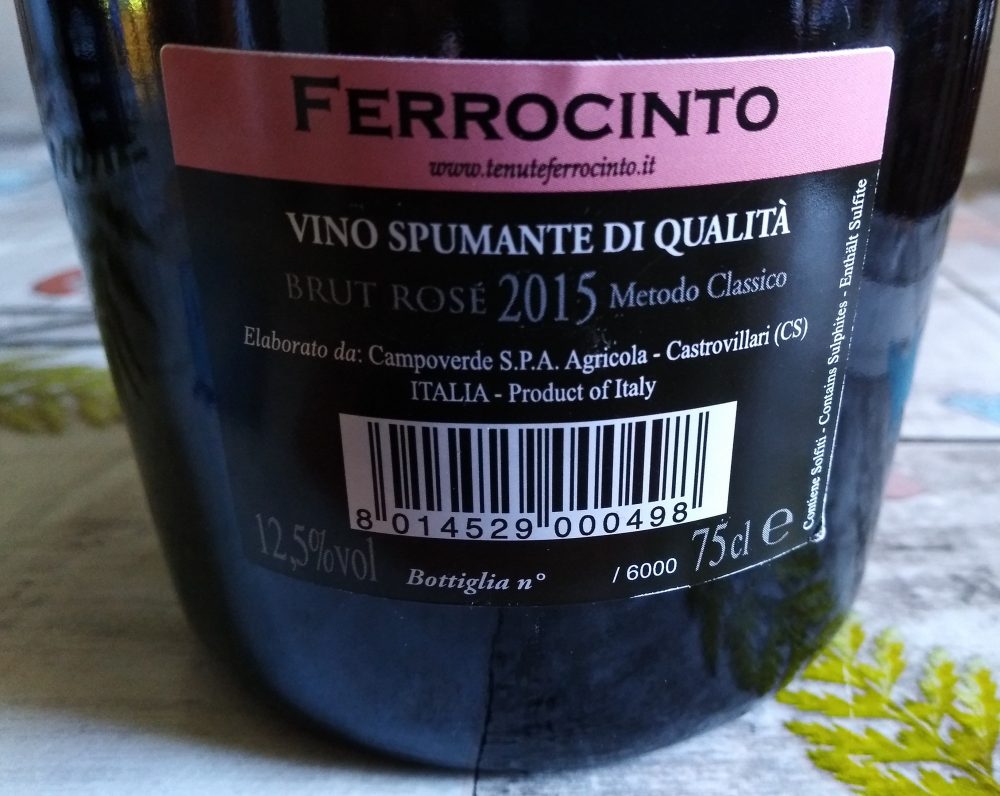 FERROCINTO
www.tenuteferrocinto.it
VINO SPUMANTE DI QUALITÀ
BRUT ROSÉ 2015 Metodo Classico
Elaborato da: Campoverde S.P.A. Agricola - Castrovillari (CS)
ITALIA - Product of Italy
8 014529 000498
12,5%vol
Bottiglia n° / 6000
75cl e
Contiene Solfiti - Contains Sulphites - Enthält Sulfite